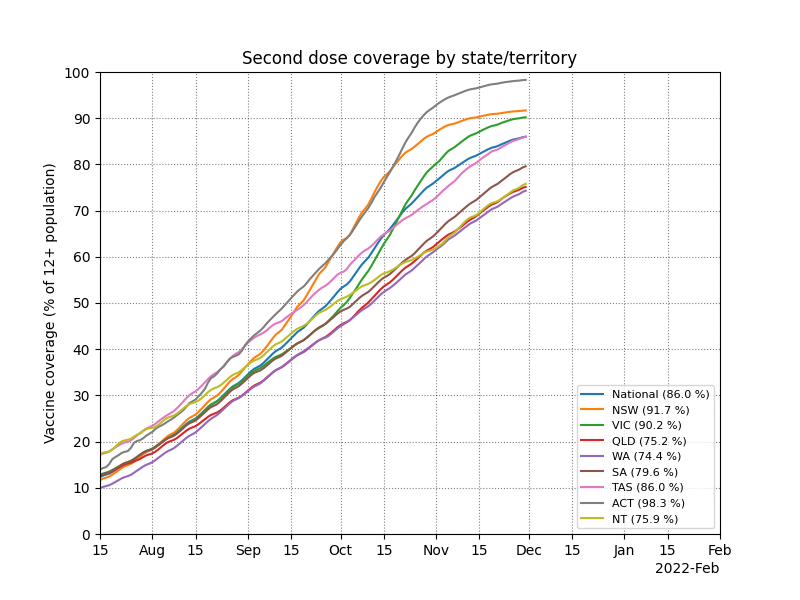 Second dose coverage by state/territory
Vaccine coverage (% of 12+ population)
100
90
80
70
60
50
40
30
20
10
0
National (86.0 %)
NSW (91.7 %)
VIC (90.2 %)
QLD (75.2 %)
WA (74.4 %)
SA (79.6 %)
TAS (86.0 %)
ACT (98.3 %)
NT (75.9 %)
15 Aug 15 Sep 15 Oct 15 Nov 15 Dec 15 Jan 15 Feb
2022-Feb